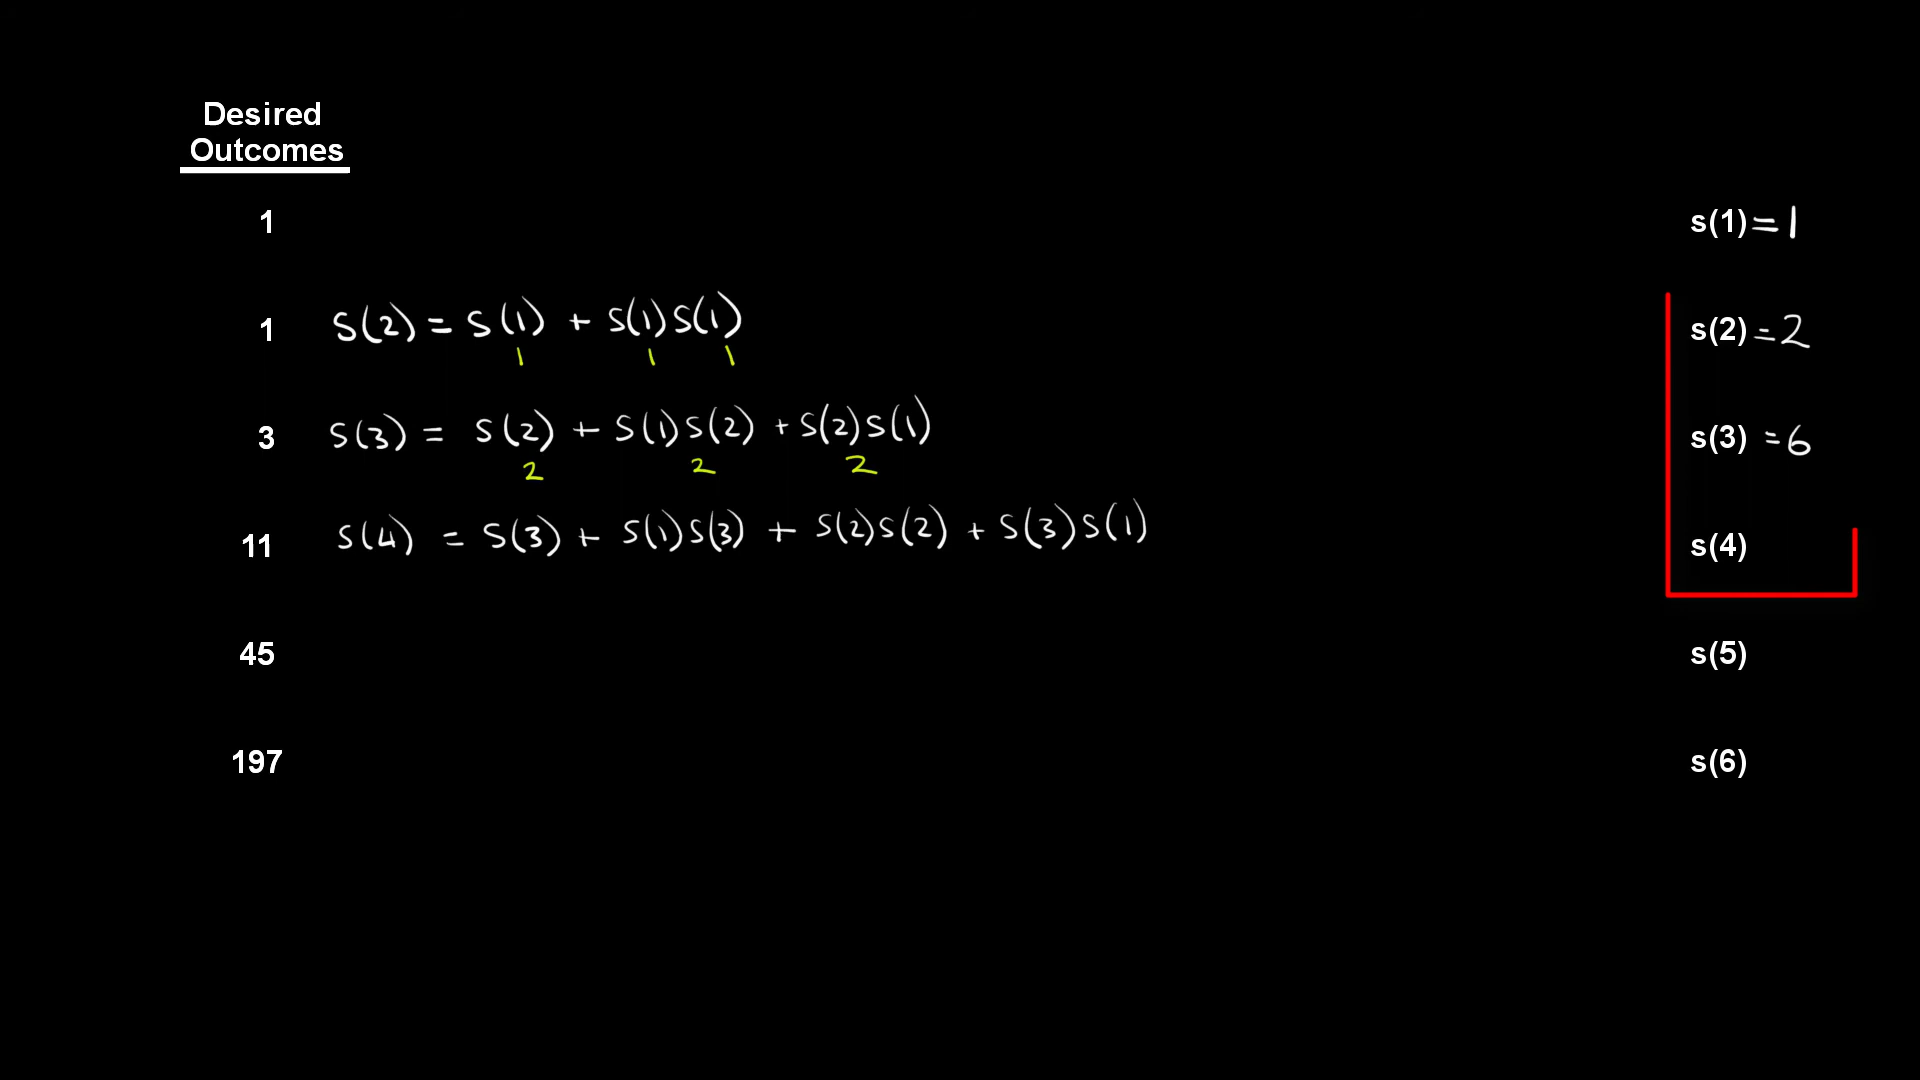 Desired
Outcomes
1 s(1) = 1
1 S(2) = S(1) + S(1)S(1) s(2) = 2
1 1 1
3 S(3) = S(2) + S(1)S(2) + S(2)S(1) s(3) = 6
2 2 2
11 S(4) = S(3) + S(1)S(3) + S(2)S(2) + S(3)S(1) s(4)
45 s(5)
197 s(6)